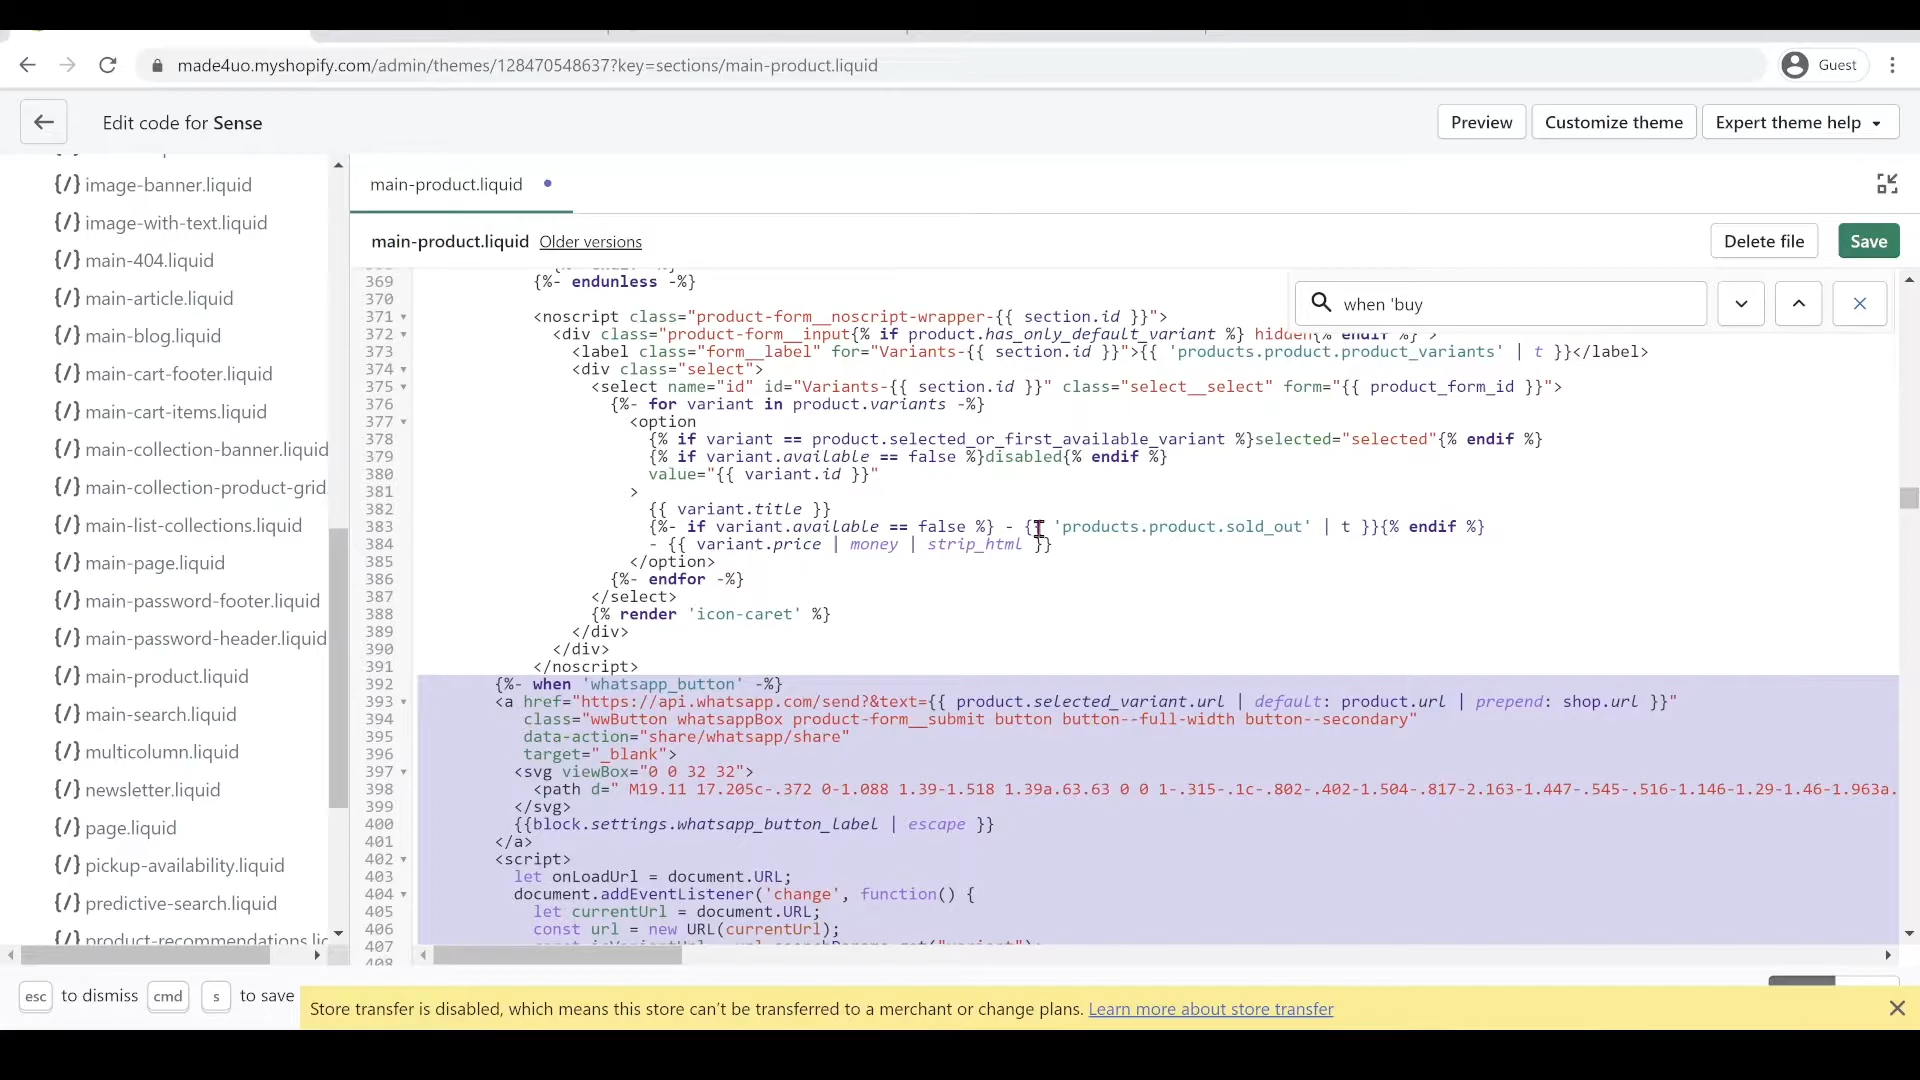 made4uo.myshopify.com/admin/themes/128470548637?key=sections/main-product.liquid
Guest
Edit code for Sense
Preview
Customize theme
Expert theme help
{/} image-banner.liquid
{/} image-with-text.liquid
{/} main-404.liquid
{/} main-article.liquid
{/} main-blog.liquid
{/} main-cart-footer.liquid
{/} main-cart-items.liquid
{/} main-collection-banner.liquid
{/} main-collection-product-grid.
{/} main-list-collections.liquid
{/} main-page.liquid
{/} main-password-footer.liquid
{/} main-password-header.liquid
{/} main-product.liquid
{/} main-search.liquid
{/} multicolumn.liquid
{/} newsletter.liquid
{/} page.liquid
{/} pickup-availability.liquid
{/} predictive-search.liquid
{/} product-recommendations.liq
main-product.liquid
main-product.liquid Older versions
Delete file
Save
when 'buy
369 {%- endunless -%}
370
371 <noscript class="product-form__noscript-wrapper-{{ section.id }}">
372 <div class="product-form__input{% if product.has_only_default_variant %} hidden{% endif %}">
373 <label class="form__label" for="Variants-{{ section.id }}">{{ 'products.product.product_variants' | t }}</label>
374 <div class="select">
375 <select name="id" id="Variants-{{ section.id }}" class="select__select" form="{{ product_form_id }}">
376 {%- for variant in product.variants -%}
377 <option
378 {% if variant == product.selected_or_first_available_variant %}selected="selected"{% endif %}
379 {% if variant.available == false %}disabled{% endif %}
380 value="{{ variant.id }}"
381 >
382 {{ variant.title }}
383 {%- if variant.available == false %} - {{ 'products.product.sold_out' | t }}{% endif %}
384 - {{ variant.price | money | strip_html }}
385 </option>
386 {%- endfor -%}
387 </select>
388 {% render 'icon-caret' %}
389 </div>
390 </div>
391 </noscript>
392 {%- when 'whatsapp_button' -%}
393 <a href="https://api.whatsapp.com/send?&text={{ product.selected_variant.url | default: product.url | prepend: shop.url }}"
394 class="wwButton whatsappBox product-form__submit button button--full-width button--secondary"
395 data-action="share/whatsapp/share"
396 target="_blank">
397 <svg viewBox="0 0 32 32">
398 <path d=" M19.11 17.205c-.372 0-1.088 1.39-1.518 1.39a.63.63 0 0 1-.315-.1c-.802-.402-1.504-.817-2.163-1.447-.545-.516-1.146-1.29-1.46-1.963a.
399 </svg>
400 {{block.settings.whatsapp_button_label | escape }}
401 </a>
402 <script>
403 let onLoadUrl = document.URL;
404 document.addEventListener('change', function() {
405 let currentUrl = document.URL;
406 const url = new URL(currentUrl);
407
408
esc to dismiss cmd s to save
Store transfer is disabled, which means this store can't be transferred to a merchant or change plans. Learn more about store transfer